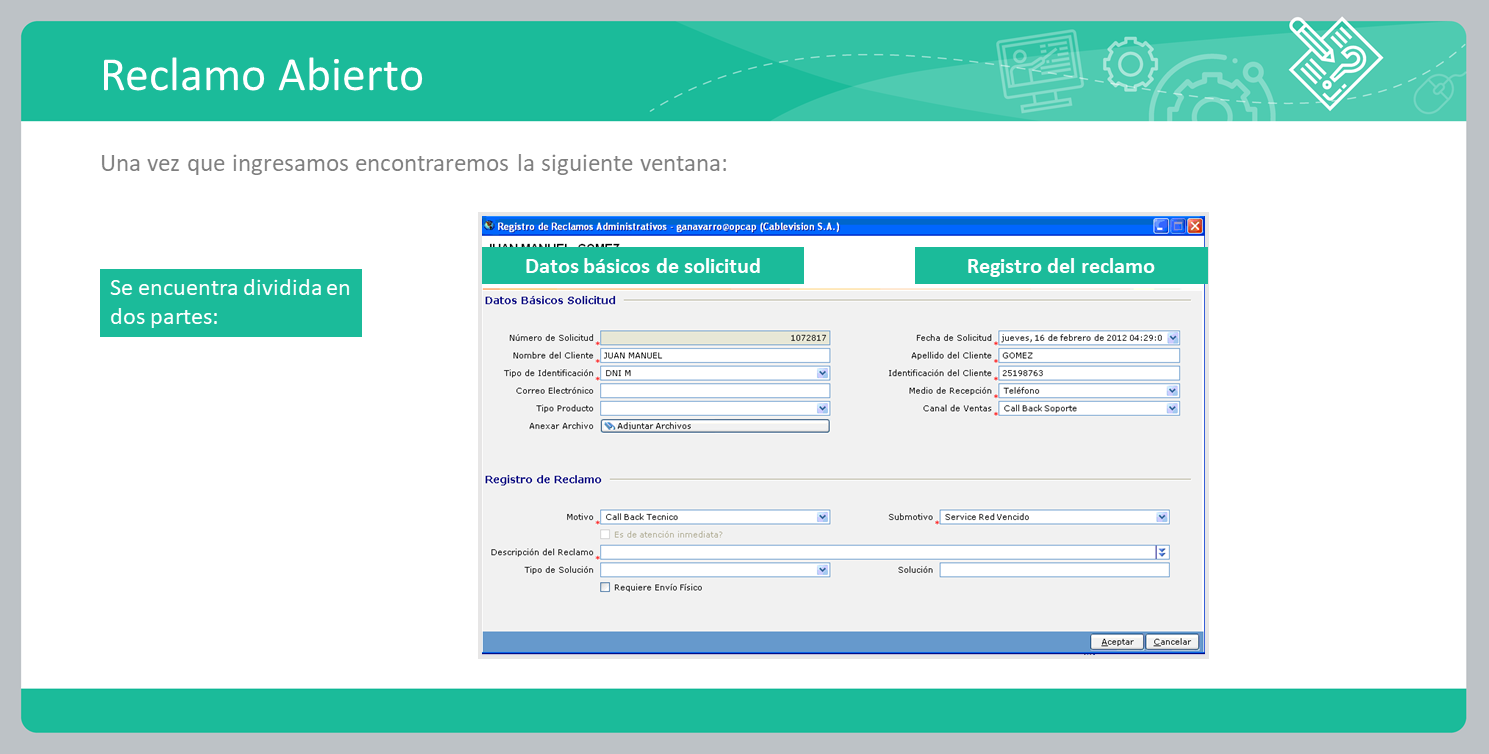 Reclamo Abierto
Una vez que ingresamos encontraremos la siguiente ventana:
Se encuentra dividida en
dos partes:
Registro de Reclamos Administrativos - ganavarro@opcap (Cablevision S.A.)
JUAN MANUEL GOMEZ
Datos básicos de solicitud
Registro del reclamo
Datos Básicos Solicitud
Número de Solicitud 1072817 Fecha de Solicitud jueves, 16 de febrero de 2012 04:29:0
Nombre del Cliente JUAN MANUEL Apellido del Cliente GOMEZ
Tipo de Identificación DNI M Identificación del Cliente 25198763
Correo Electrónico Medio de Recepción Teléfono
Tipo Producto Canal de Ventas Call Back Soporte
Anexar Archivo Adjuntar Archivos
Registro de Reclamo
Motivo Call Back Tecnico Submotivo Service Red Vencido
Es de atención inmediata?
Descripción del Reclamo
Tipo de Solución Solución
Requiere Envío Físico
Aceptar Cancelar